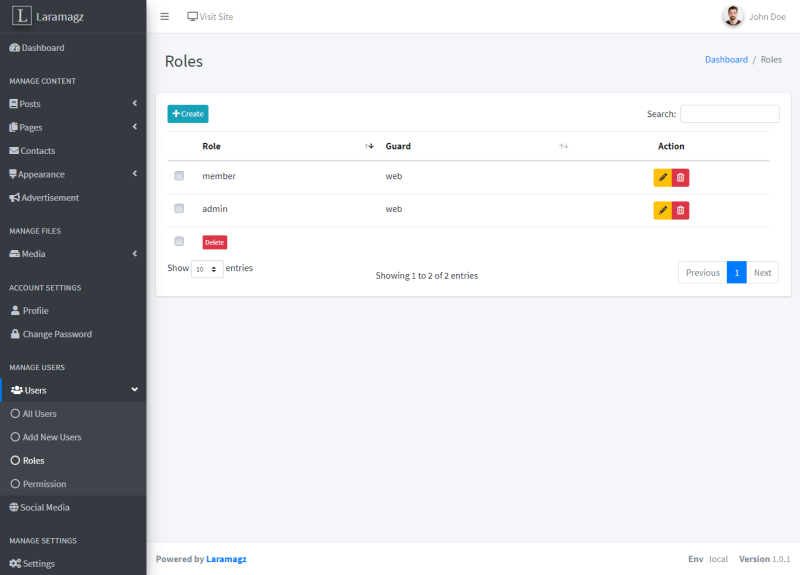 L Laramagz
Visit Site
John Doe
Dashboard
MANAGE CONTENT
Posts
Pages
Contacts
Appearance
Advertisement
MANAGE FILES
Media
ACCOUNT SETTINGS
Profile
Change Password
MANAGE USERS
Users
All Users
Add New Users
Roles
Permission
Social Media
MANAGE SETTINGS
Settings
Roles
Dashboard / Roles
Create
Search:
Role Guard Action
member web
admin web
Delete
Show 10 entries
Showing 1 to 2 of 2 entries
Previous 1 Next
Powered by Laramagz
Env local Version 1.0.1